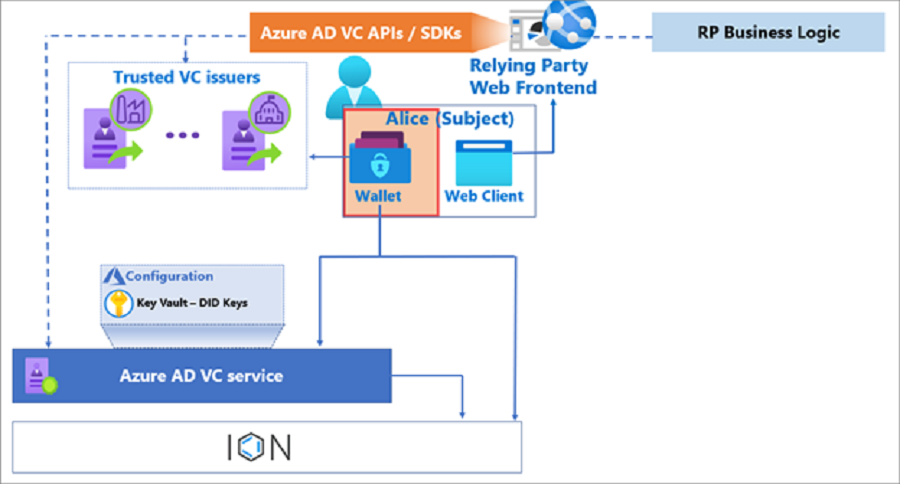 Azure AD VC APIs / SDKs
RP Business Logic
Relying Party
Web Frontend
Trusted VC issuers
Alice (Subject)
Wallet
Web Client
Configuration
Key Vault – DID Keys
Azure AD VC service
ION